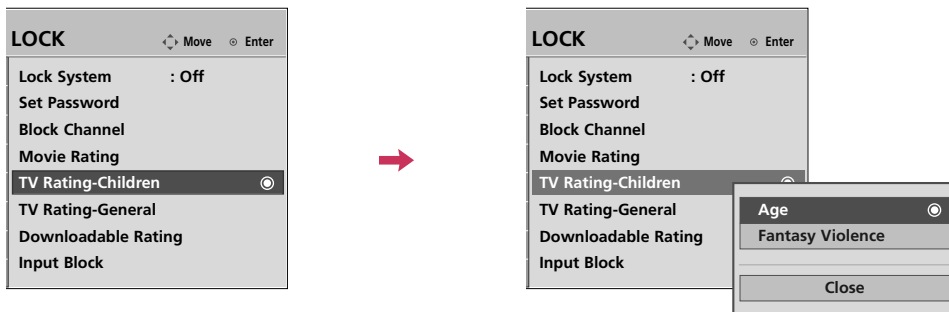 LOCK Move Enter
Lock System : Off
Set Password
Block Channel
Movie Rating
TV Rating-Children
TV Rating-General
Downloadable Rating
Input Block
LOCK Move Enter
Lock System : Off
Set Password
Block Channel
Movie Rating
TV Rating-Children
TV Rating-General
Downloadable Rating
Input Block
Age
Fantasy Violence
Close